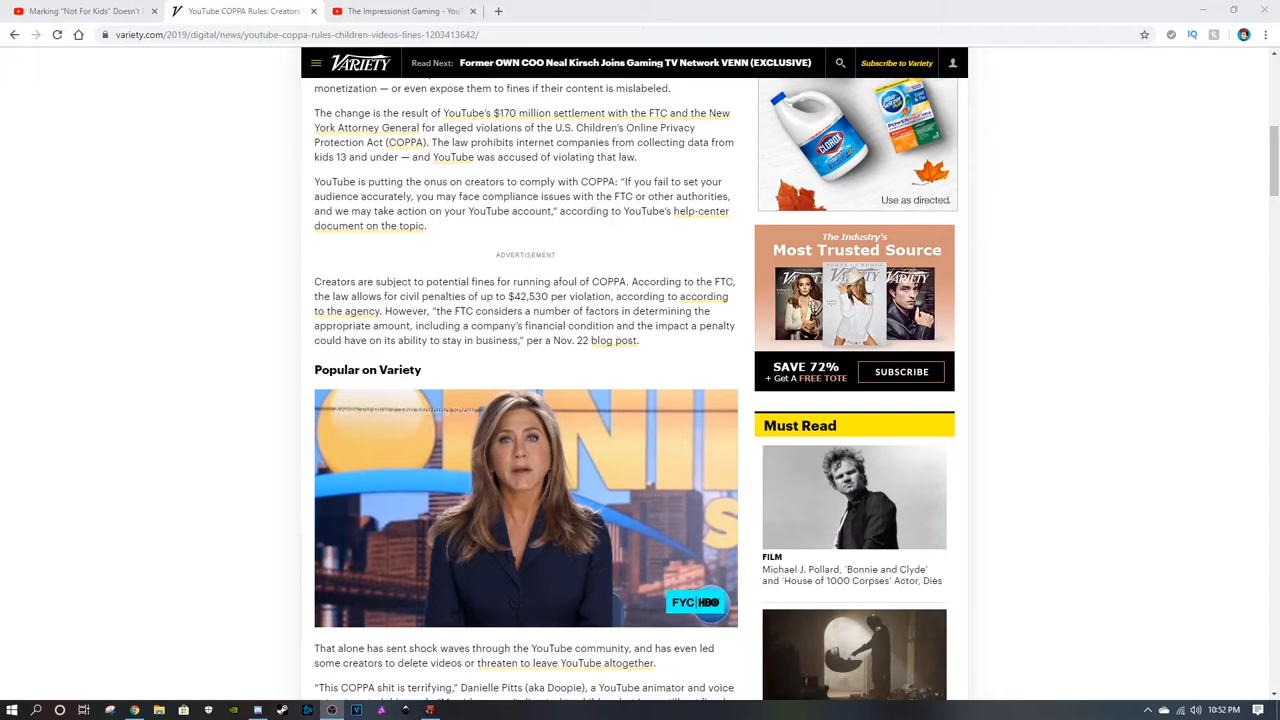 Marking "Not For Kids" Doesn't
YouTube COPPA Rules: Creators
The Impressionist Gaming - YouT
variety.com/2019/digital/news/youtube-coppa-rules-children-videos-fines-1203413642/
VARIETY
Read Next: Former OWN COO Neal Kirsch Joins Gaming TV Network VENN (EXCLUSIVE)
Subscribe to Variety
monetization — or even expose them to fines if their content is mislabeled.
The change is the result of YouTube's $170 million settlement with the FTC and the New
York Attorney General for alleged violations of the U.S. Children's Online Privacy
Protection Act (COPPA). The law prohibits internet companies from collecting data from
kids 13 and under — and YouTube was accused of violating that law.
YouTube is putting the onus on creators to comply with COPPA: "If you fail to set your
audience accurately, you may face compliance issues with the FTC or other authorities,
and we may take action on your YouTube account," according to YouTube's help-center
document on the topic.
ADVERTISEMENT
Creators are subject to potential fines for running afoul of COPPA. According to the FTC,
the law allows for civil penalties of up to $42,530 per violation, according to according
to the agency. However, "the FTC considers a number of factors in determining the
appropriate amount, including a company's financial condition and the impact a penalty
could have on its ability to stay in business," per a Nov. 22 blog post.
Popular on Variety
Apple TV Plus / The Morning Show
FYC HBO
That alone has sent shock waves through the YouTube community, and has even led
some creators to delete videos or threaten to leave YouTube altogether.
"This COPPA shit is terrifying," Danielle Pitts (aka Doopie), a YouTube animator and voice
CLOROX
Use as directed.
The Industry's
Most Trusted Source
VARIETY
VARIETY
SAVE 72%
+ Get A FREE TOTE
SUBSCRIBE
Must Read
FILM
Michael J. Pollard, 'Bonnie and Clyde'
and 'House of 1000 Corpses' Actor, Dies
10:52 PM